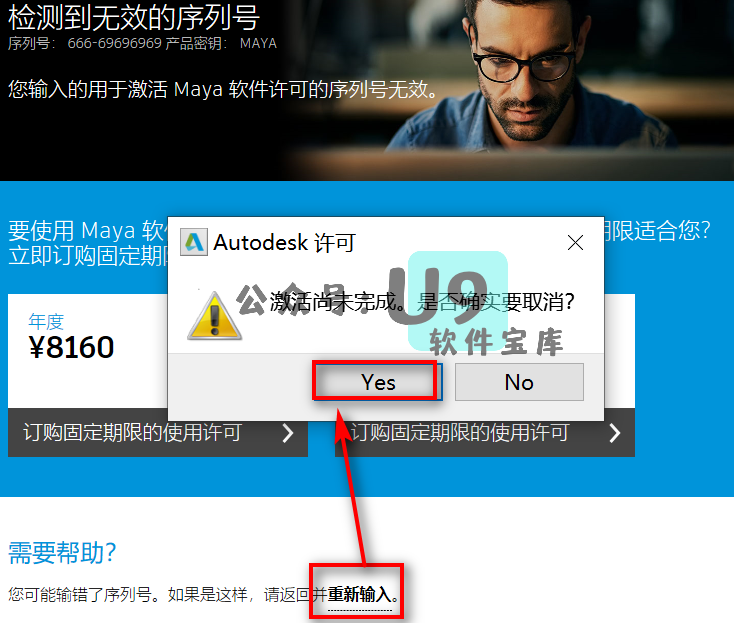 检测到无效的序列号
序列号： 666-69696969 产品密钥： MAYA
您输入的用于激活 Maya 软件许可的序列号无效。
要使用 Maya 软
限适合您?
立即订购固定期
Autodesk 许可
激活尚未完成。是否确实要取消?
公众号:
U9
软件宝库
Yes
No
年度
¥8160
订购固定期限的使用许可
订购固定期限的使用许可
需要帮助?
您可能输错了序列号。如果是这样，请返回并重新输入。